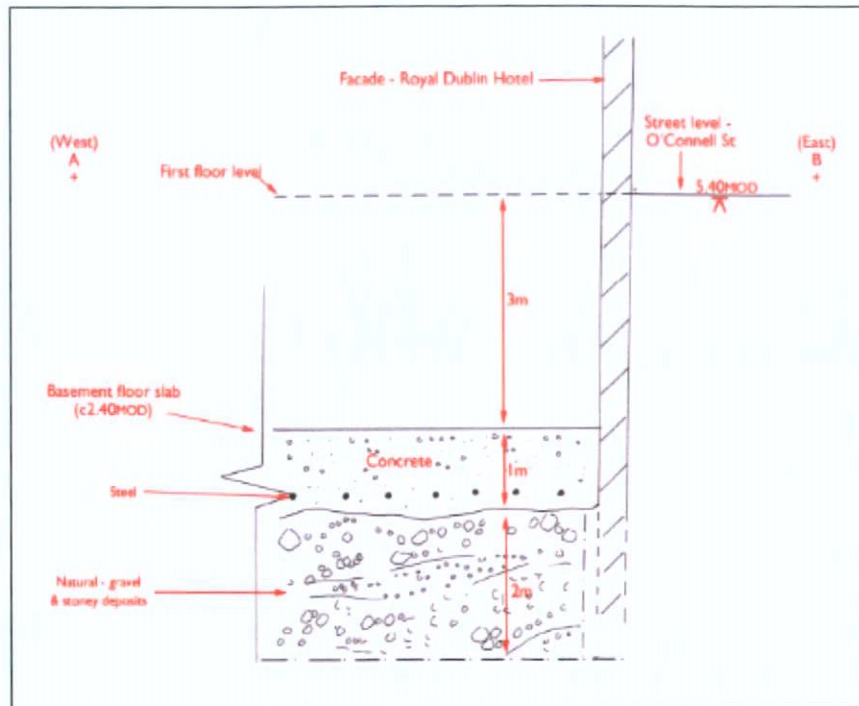 Facade - Royal Dublin Hotel
Street level -
O'Connell St
(West)
A
+
(East)
B
+
First floor level
5.40MOD
3m
Basement floor slab
(c2.40MOD)
Concrete
1m
Steel
Natural - gravel
& stoney deposits
2m